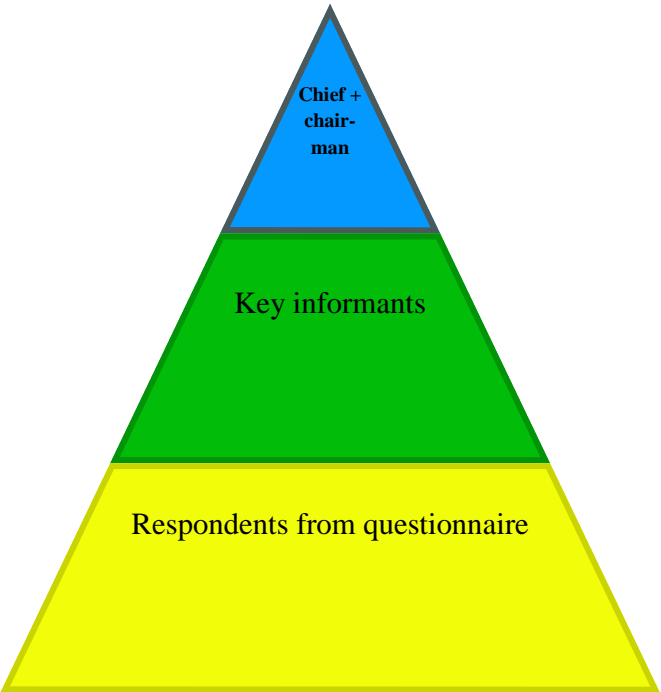 Chief +
chair-
man
Key informants
Respondents from questionnaire